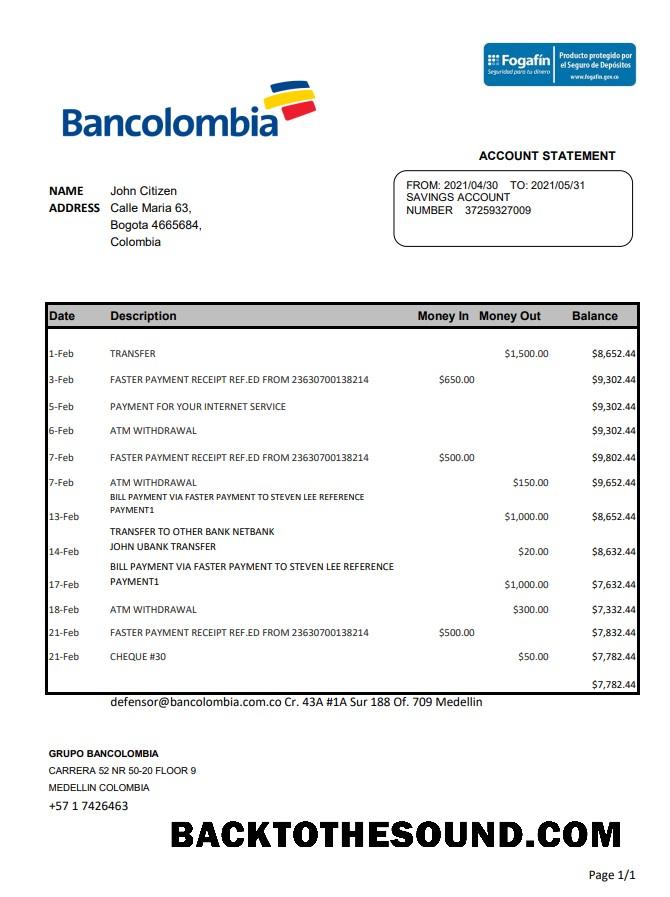 Fogafín
Seguridad para tu dinero
Producto protegido por
el Seguro de Depósitos
www.fogafin.gov.co
Bancolombia
ACCOUNT STATEMENT
NAME John Citizen
ADDRESS Calle Maria 63,
Bogota 4665684,
Colombia
FROM: 2021/04/30 TO: 2021/05/31
SAVINGS ACCOUNT
NUMBER 37259327009
Date Description Money In Money Out Balance
1-Feb TRANSFER $1,500.00 $8,652.44
3-Feb FASTER PAYMENT RECEIPT REF.ED FROM 23630700138214 $650.00 $9,302.44
5-Feb PAYMENT FOR YOUR INTERNET SERVICE $9,302.44
6-Feb ATM WITHDRAWAL $9,302.44
7-Feb FASTER PAYMENT RECEIPT REF.ED FROM 23630700138214 $500.00 $9,802.44
7-Feb ATM WITHDRAWAL $150.00 $9,652.44
BILL PAYMENT VIA FASTER PAYMENT TO STEVEN LEE REFERENCE
PAYMENT1
13-Feb $1,000.00 $8,652.44
TRANSFER TO OTHER BANK NETBANK
JOHN UBANK TRANSFER
14-Feb $20.00 $8,632.44
BILL PAYMENT VIA FASTER PAYMENT TO STEVEN LEE REFERENCE
PAYMENT1
17-Feb $1,000.00 $7,632.44
18-Feb ATM WITHDRAWAL $300.00 $7,332.44
21-Feb FASTER PAYMENT RECEIPT REF.ED FROM 23630700138214 $500.00 $7,832.44
21-Feb CHEQUE #30 $50.00 $7,782.44
$7,782.44
defensor@bancolombia.com.co Cr. 43A #1A Sur 188 Of. 709 Medellin
GRUPO BANCOLOMBIA
CARRERA 52 NR 50-20 FLOOR 9
MEDELLIN COLOMBIA
+57 1 7426463
BACKTOTHESOUND.COM
Page 1/1